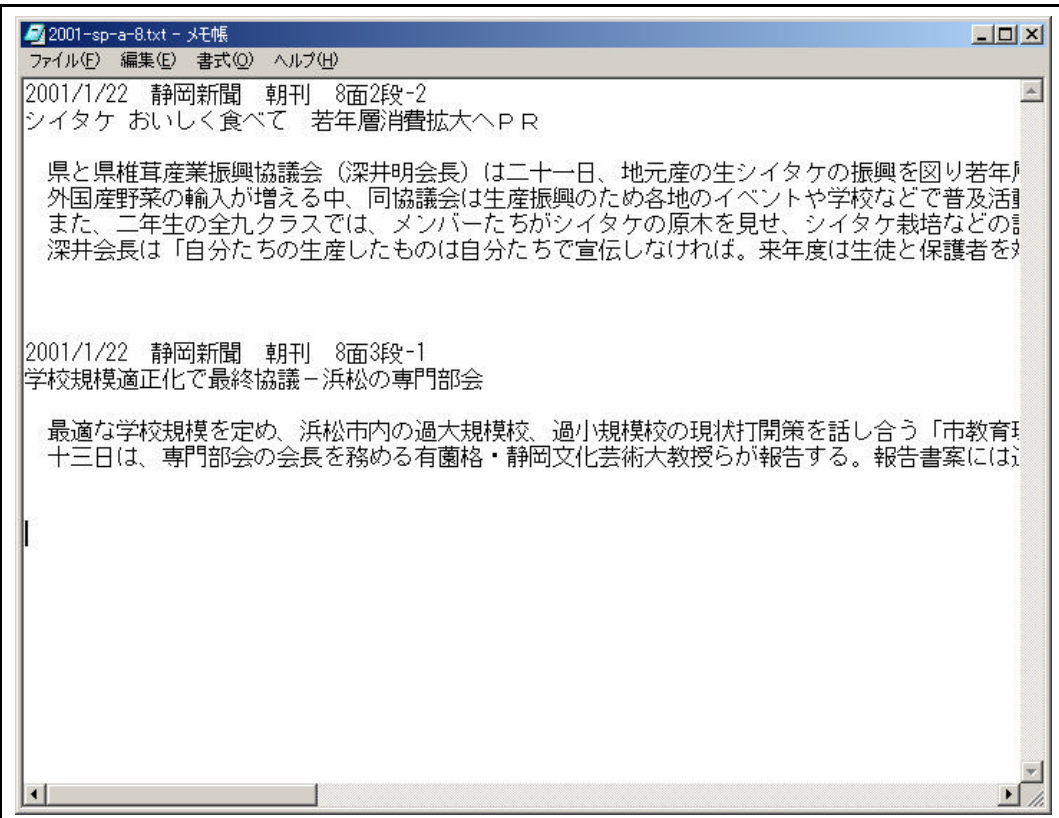 2001-sp-a-8.txt - メモ帳
ファイル(F) 編集(E) 書式(O) ヘルプ(H)
2001/1/22　静岡新聞　朝刊　8面2段-2
シイタケ おいしく食べて　若年層消費拡大へＰＲ
県と県椎茸産業振興協議会（深井明会長）は二十一日、地元産の生シイタケの振興を図り若年
外国産野菜の輸入が増える中、同協議会は生産振興のため各地のイベントや学校などで普及活
また、二年生の全九クラスでは、メンバーたちがシイタケの原木を見せ、シイタケ栽培などの
深井会長は「自分たちの生産したものは自分たちで宣伝しなければ。来年度は生徒と保護者を
2001/1/22　静岡新聞　朝刊　8面3段-1
学校規模適正化で最終協議－浜松の専門部会
最適な学校規模を定め、浜松市内の過大規模校、過小規模校の現状打開策を話し合う「市教育
十三日は、専門部会の会長を務める有薗格・静岡文化芸術大教授らが報告する。報告書案には